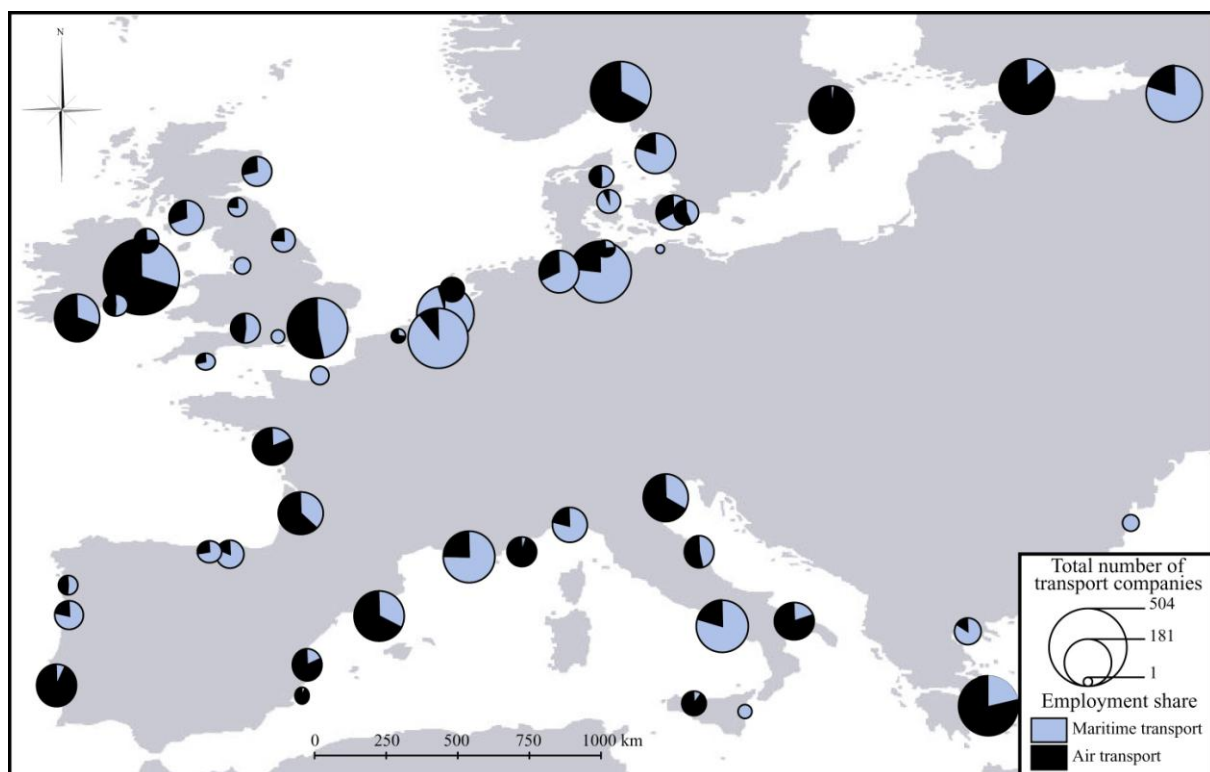 N
Total number of
transport companies
504
181
1
Employment share
Maritime transport
Air transport
0 250 500 750 1000 km